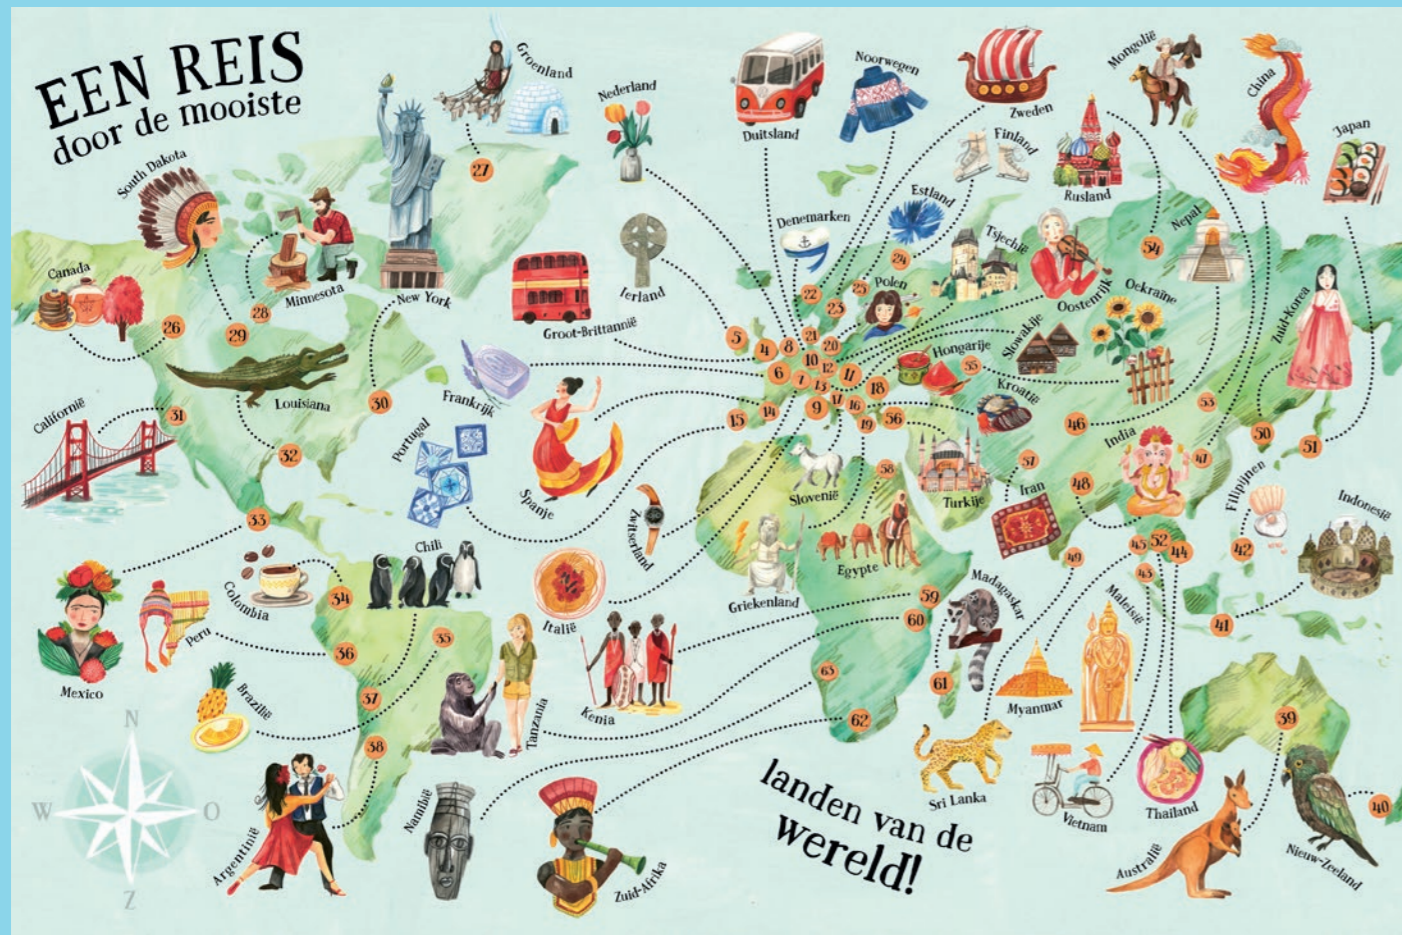 EEN REIS
door de mooiste
landen van de
wereld!
Groenland
27
Nederland
Duitsland
Noorwegen
Zweden
Mongolië
China
Japan
South Dakota
Minnesota
New York
Ierland
Groot-Brittannië
Denemarken
Estland
Finland
Rusland
Tsjechië
Oostenrijk
Nepal
54
Canada
26
29
28
Louisiana
30
Frankrijk
Polen
24
22
25
23
Hongarije
55
Slowakije
Oekraïne
Kroatië
Zuid-Korea
5
4
8
21
20
10
6
7
12
13
11
18
17
9
16
14
15
19
56
Californië
31
32
33
Portugal
Spanje
Zwitserland
Slovenië
58
Turkije
57
Iran
46
India
53
47
48
50
51
Filipijnen
42
Indonesië
41
Mexico
Peru
Colombia
34
Chili
Italië
Griekenland
Egypte
49
45
52
44
43
36
35
Brazilië
37
38
Tanzania
Kenia
59
60
Madagaskar
61
63
62
Maleisië
Myanmar
39
N
W
O
Z
Argentinië
Namibië
Zuid-Afrika
Sri Lanka
Vietnam
Thailand
Australië
Nieuw-Zeeland
40